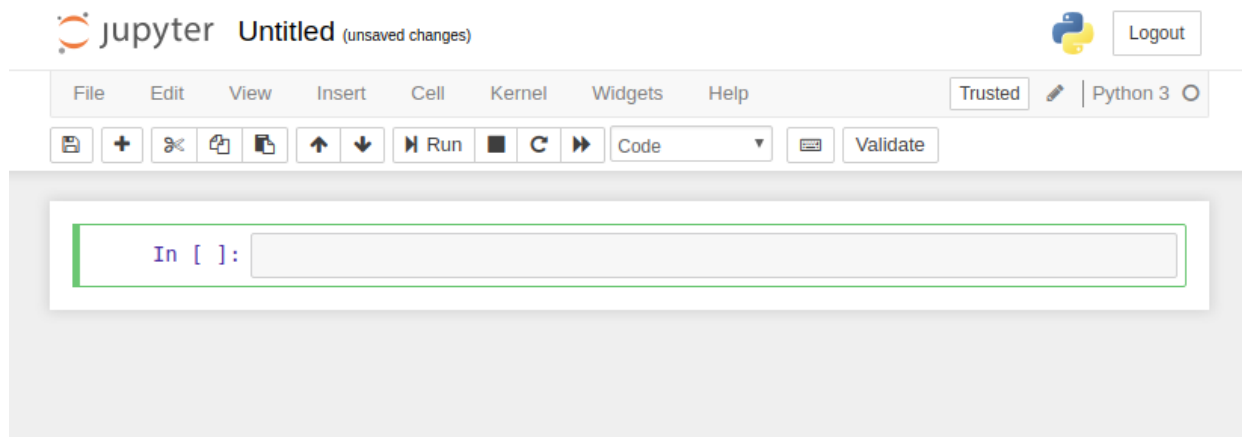 jupyter Untitled (unsaved changes) Logout
File Edit View Insert Cell Kernel Widgets Help Trusted Python 3
Run Code Validate
In [ ]: